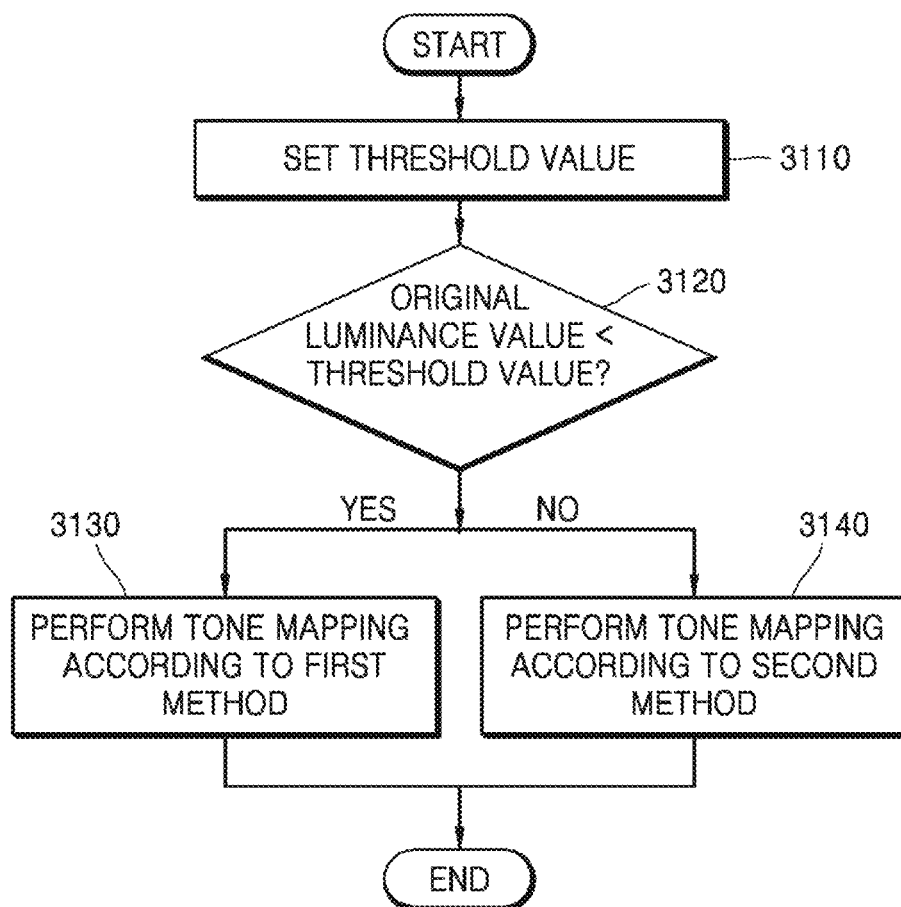 START
SET THRESHOLD VALUE
3110
ORIGINAL
LUMINANCE VALUE <
THRESHOLD VALUE?
3120
YES
NO
3130
PERFORM TONE MAPPING
ACCORDING TO FIRST
METHOD
3140
PERFORM TONE MAPPING
ACCORDING TO SECOND
METHOD
END